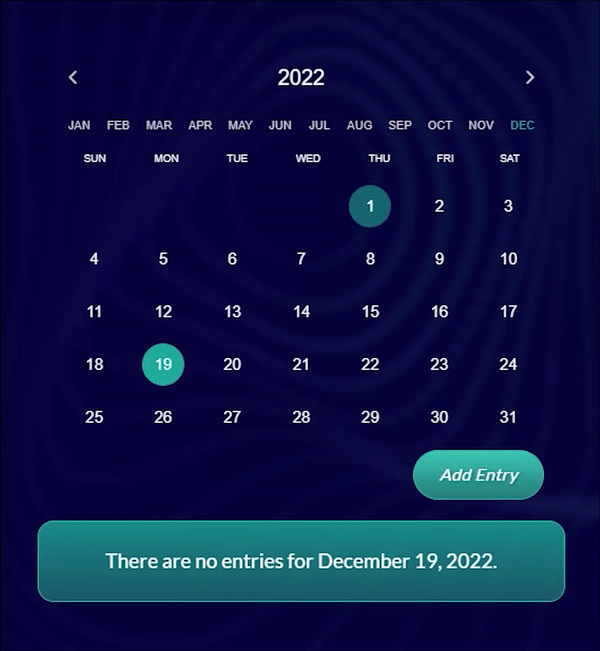 2022
JAN FEB MAR APR MAY JUN JUL AUG SEP OCT NOV DEC
SUN MON TUE WED THU FRI SAT
1 2 3
4 5 6 7 8 9 10
11 12 13 14 15 16 17
18 19 20 21 22 23 24
25 26 27 28 29 30 31
Add Entry
There are no entries for December 19, 2022.